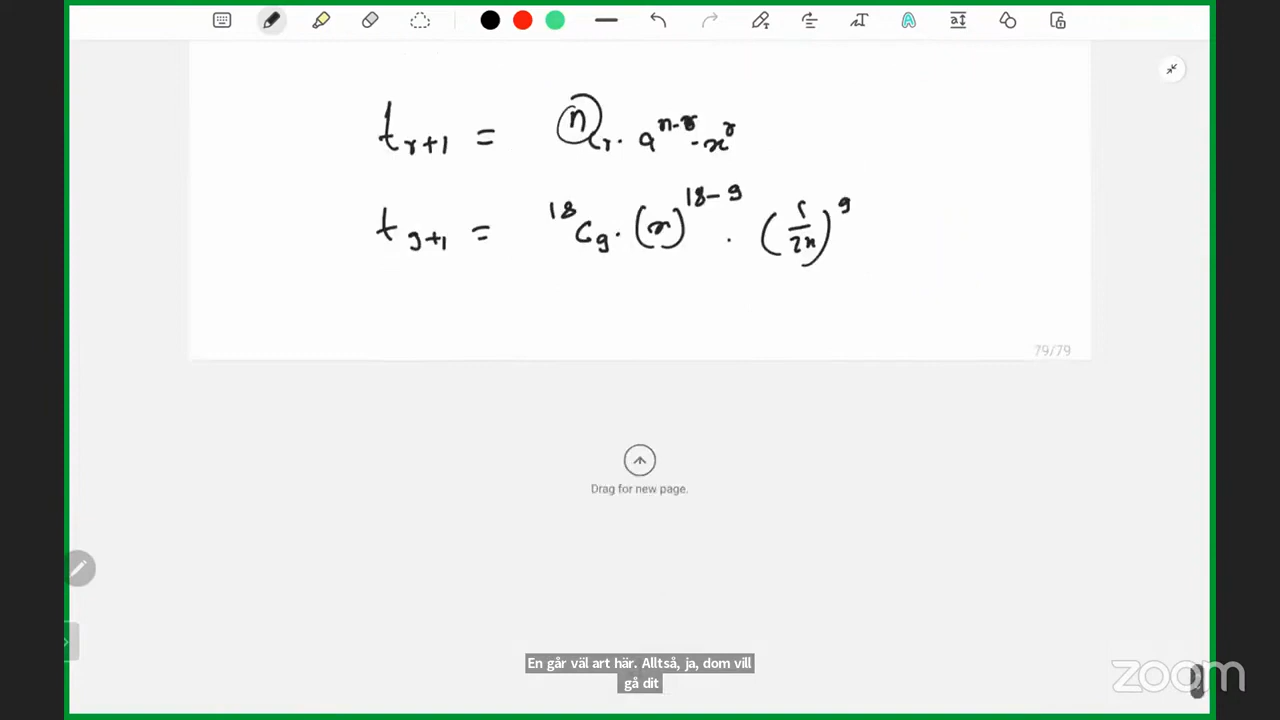 t_{r+1} = ⁿC_r · a^{n-r} · x^r
t_{9+1} = ¹⁸C_9 · (x)^{18-9} · (5/2x)^9
79/79
Drag for new page.
En går väl art här. Alltså, ja, dom vill
gå dit
zoom